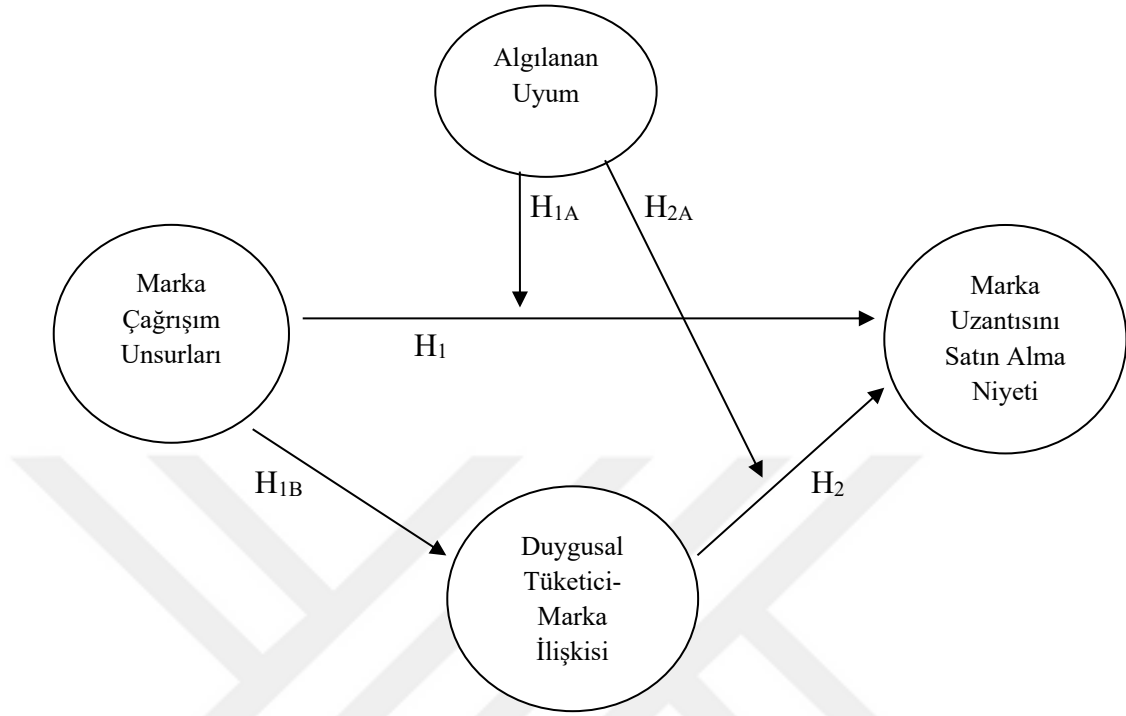 Algılanan
Uyum
H1A
H2A
Marka
Çağrışım
Unsurları
H1
Marka
Uzantısını
Satın Alma
Niyeti
H1B
H2
Duygusal
Tüketici-
Marka
İlişkisi